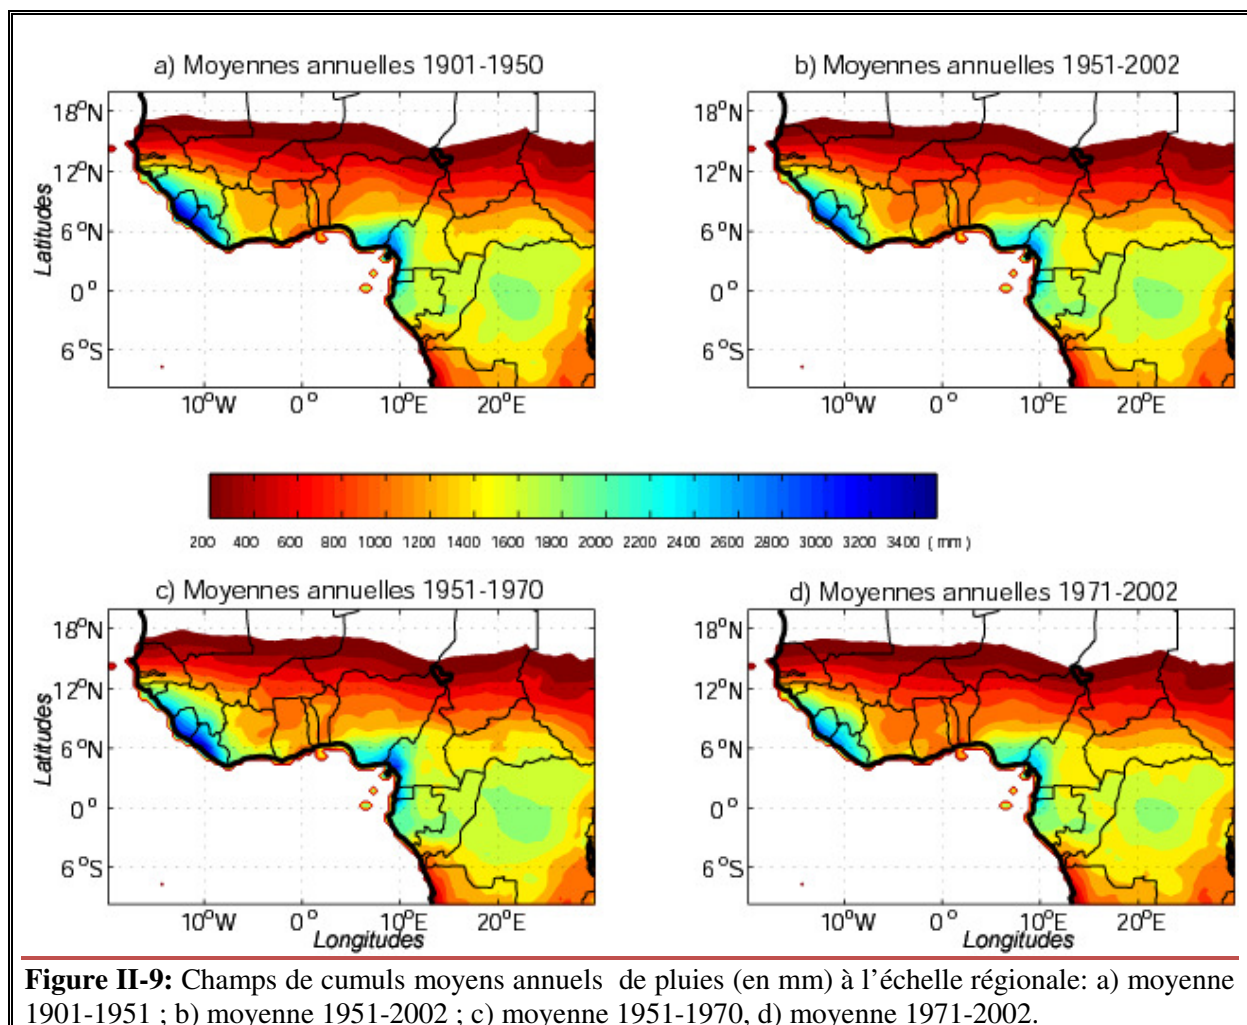 a) Moyennes annuelles 1901-1950
b) Moyennes annuelles 1951-2002
18°N
12°N
6°N
0°
6°S
Latitudes
10°W 0° 10°E 20°E
18°N
12°N
6°N
0°
6°S
10°W 0° 10°E 20°E
200 400 600 800 1000 1200 1400 1600 1800 2000 2200 2400 2600 2800 3000 3200 3400 ( mm )
c) Moyennes annuelles 1951-1970
d) Moyennes annuelles 1971-2002
18°N
12°N
6°N
0°
6°S
Latitudes
10°W 0° 10°E 20°E
Longitudes
18°N
12°N
6°N
0°
6°S
10°W 0° 10°E 20°E
Longitudes
Figure II-9: Champs de cumuls moyens annuels de pluies (en mm) à l’échelle régionale: a) moyenne
1901-1951 ; b) moyenne 1951-2002 ; c) moyenne 1951-1970, d) moyenne 1971-2002.